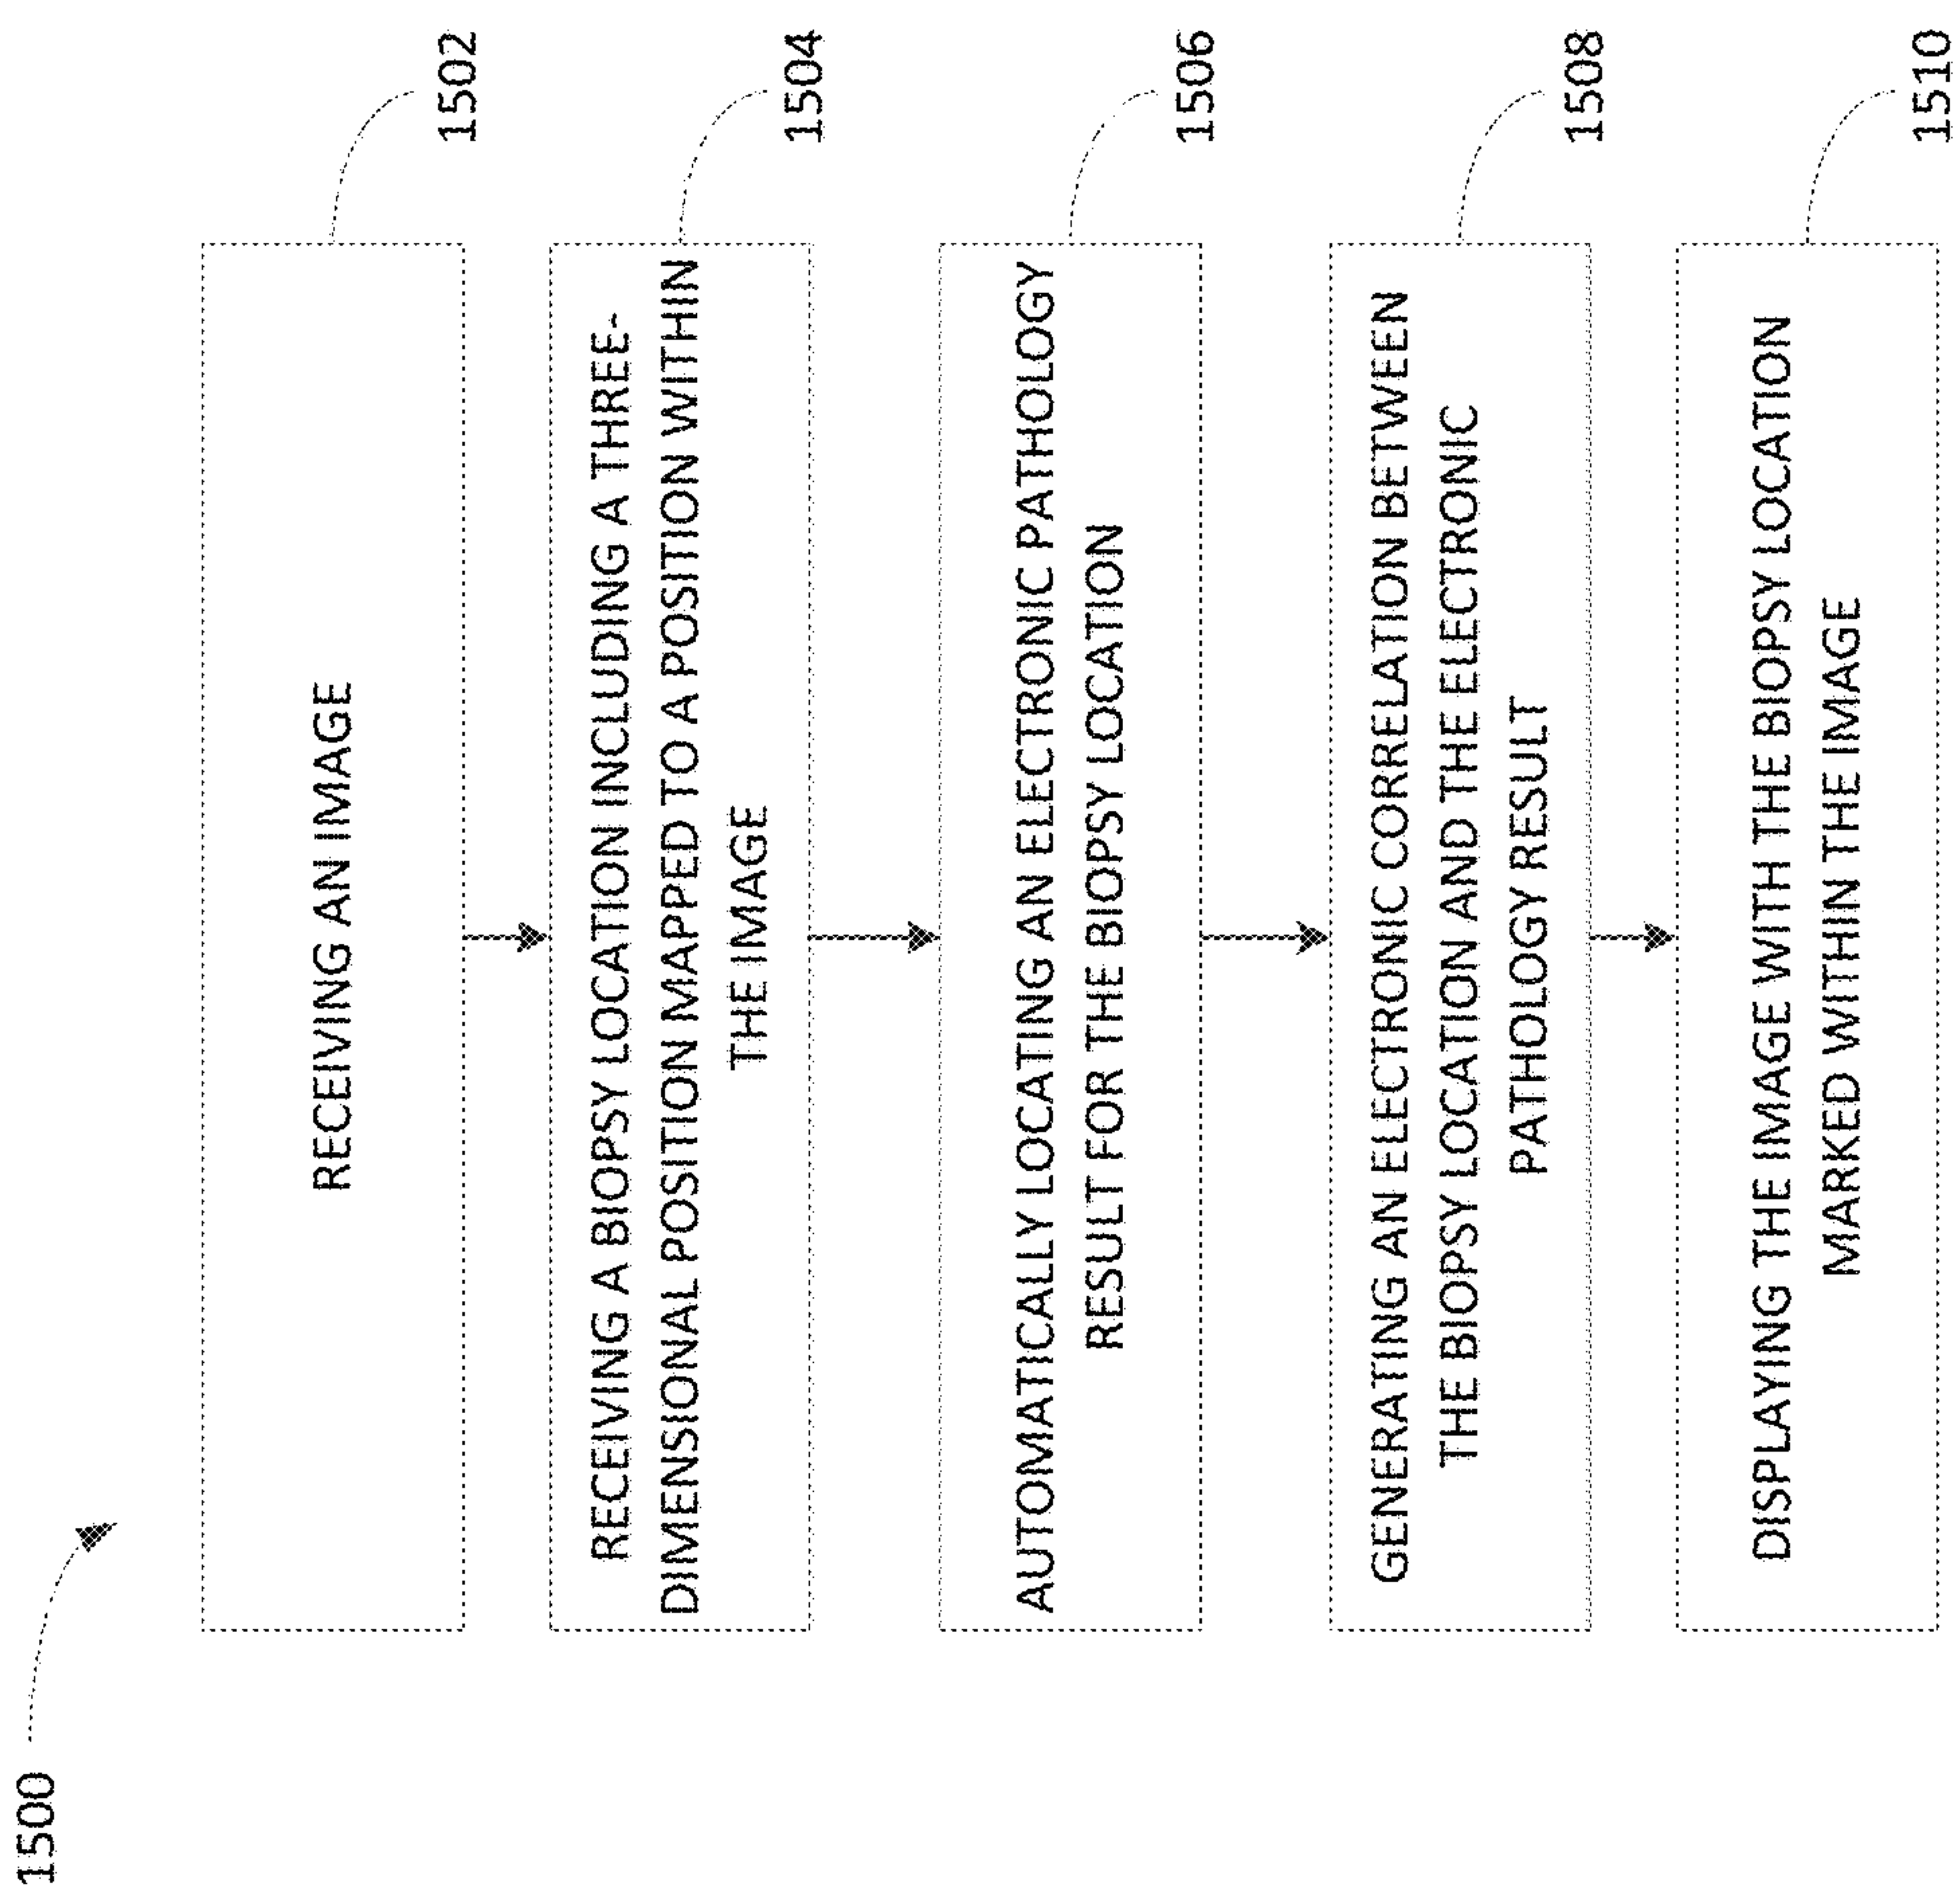 1500
RECEIVING AN IMAGE
1502
RECEIVING A BIOPSY LOCATION INCLUDING A THREE-
DIMENSIONAL POSITION MAPPED TO A POSITION WITHIN
THE IMAGE
1504
AUTOMATICALLY LOCATING AN ELECTRONIC PATHOLOGY
RESULT FOR THE BIOPSY LOCATION
1506
GENERATING AN ELECTRONIC CORRELATION BETWEEN
THE BIOPSY LOCATION AND THE ELECTRONIC
PATHOLOGY RESULT
1508
DISPLAYING THE IMAGE WITH THE BIOPSY LOCATION
MARKED WITHIN THE IMAGE
1510